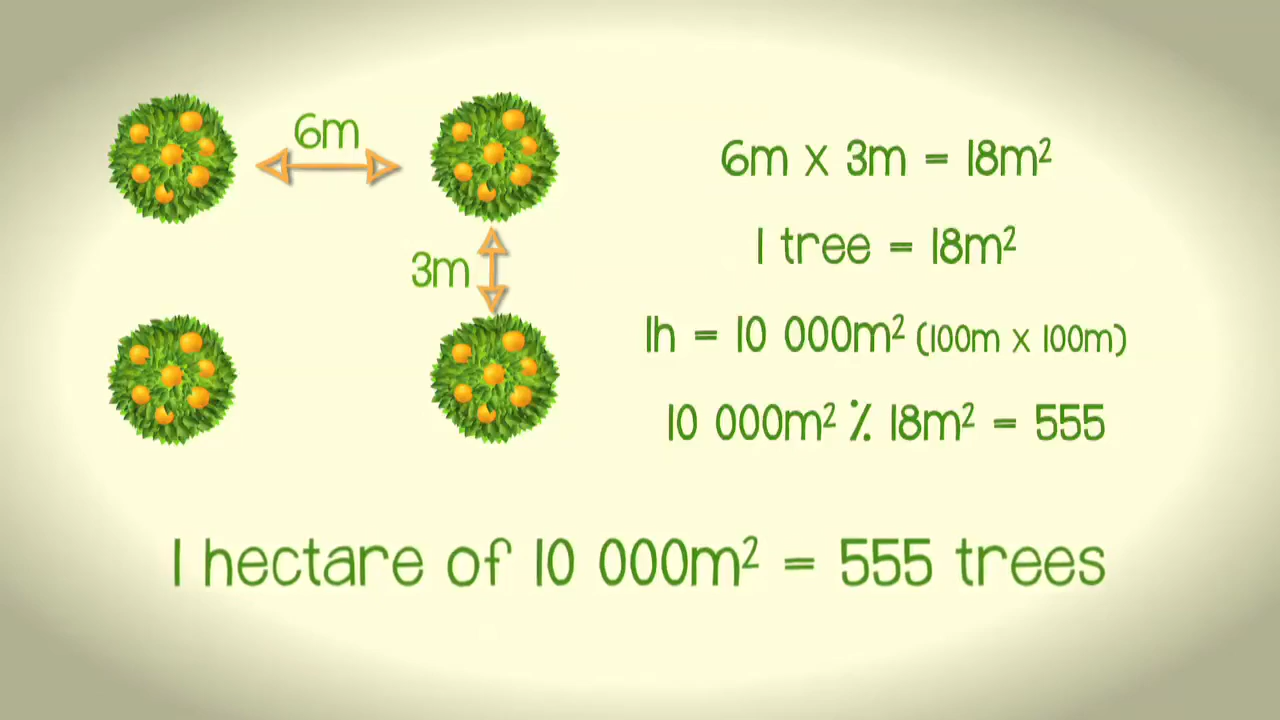 6m
3m
6m x 3m = 18m²
1 tree = 18m²
1h = 10 000m² (100m x 100m)
10 000m² ٪ 18m² = 555
1 hectare of 10 000m² = 555 trees